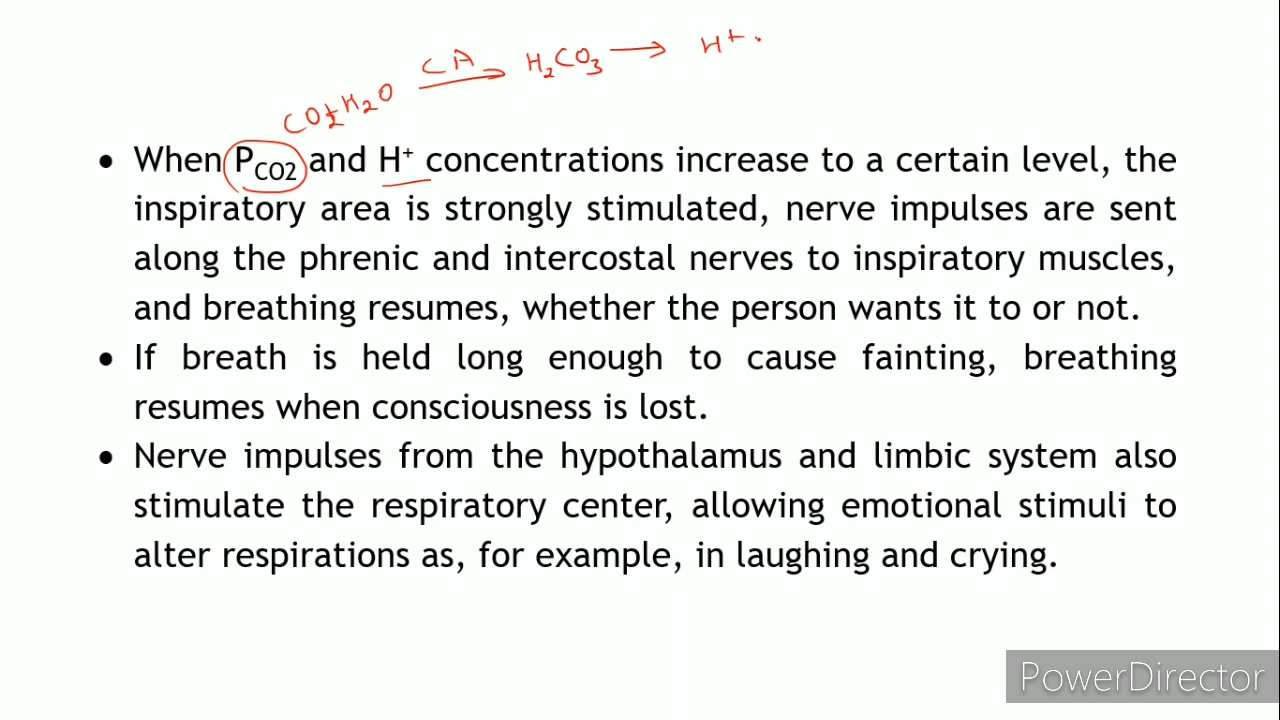 CO2+H2O CA→ H2CO3 → H+.
• When PCO2 and H+ concentrations increase to a certain level, the
inspiratory area is strongly stimulated, nerve impulses are sent
along the phrenic and intercostal nerves to inspiratory muscles,
and breathing resumes, whether the person wants it to or not.
• If breath is held long enough to cause fainting, breathing
resumes when consciousness is lost.
• Nerve impulses from the hypothalamus and limbic system also
stimulate the respiratory center, allowing emotional stimuli to
alter respirations as, for example, in laughing and crying.
PowerDirector